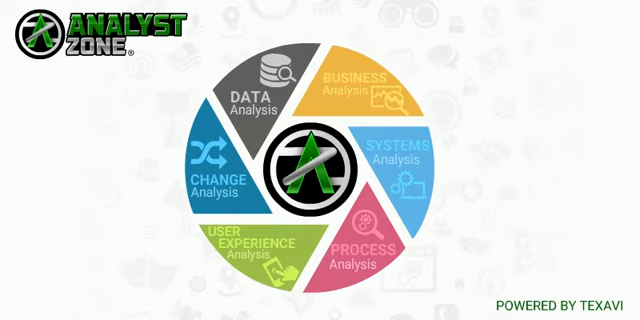 ANALYST
ZONE®
DATA
Analysis
BUSINESS
Analysis
SYSTEMS
Analysis
PROCESS
Analysis
USER
EXPERIENCE
Analysis
CHANGE
Analysis
POWERED BY TEXAVI